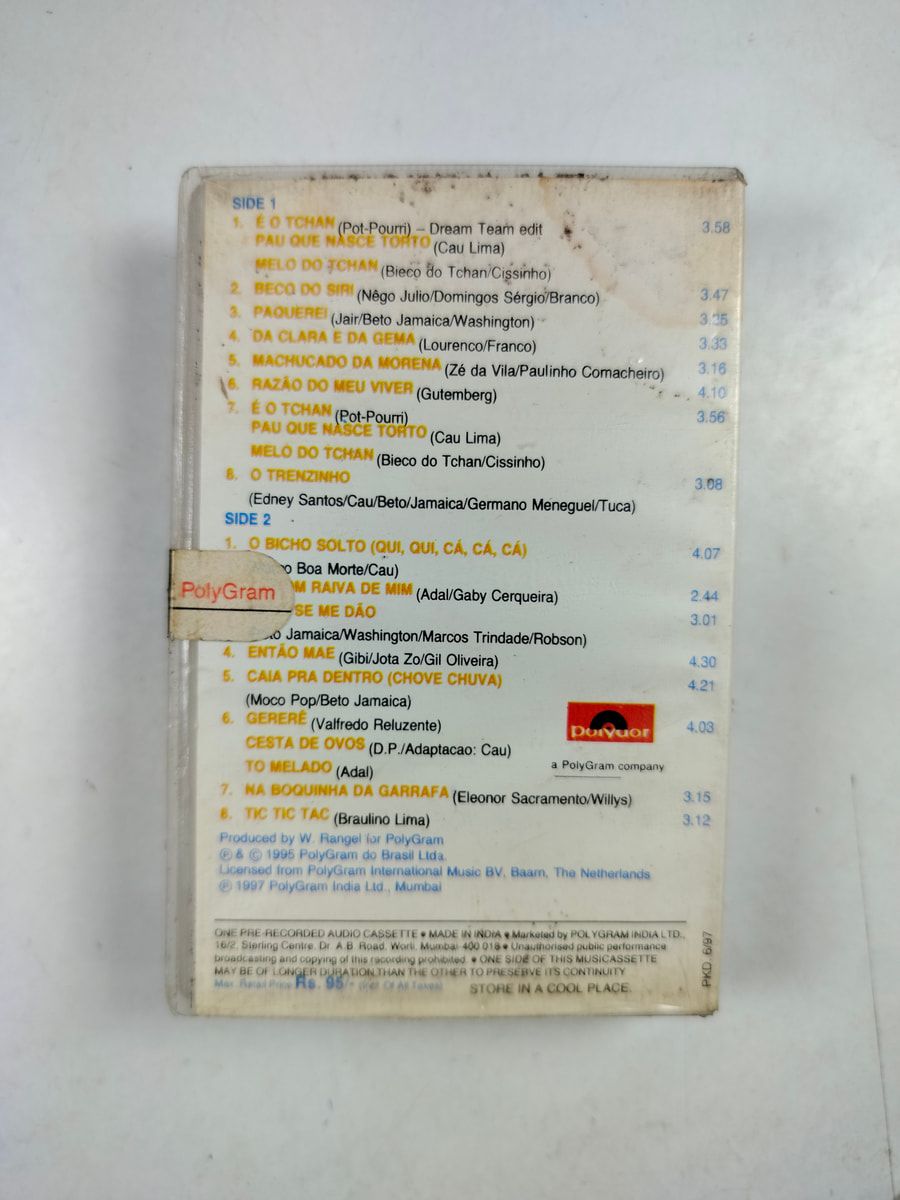 SIDE 1
1. É O TCHAN (Pot-Pourri) – Dream Team edit 3.58
PAU QUE NASCE TORTO (Cau Lima)
MELO DO TCHAN (Bieco do Tchan/Cissinho)
2. BECO DO SIRI (Nêgo Julio/Domingos Sérgio/Branco) 3.47
3. PAQUEREI (Jair/Beto Jamaica/Washington)
4. DA CLARA E DA GEMA (Lourenco/Franco) 3.33
5. MACHUCADO DA MORENA (Zé da Vila/Paulinho Comacheiro) 3.16
6. RAZÃO DO MEU VIVER (Gutemberg) 4.10
7. É O TCHAN (Pot-Pourri) 3.56
PAU QUE NASCE TORTO (Cau Lima)
MELO DO TCHAN (Bieco do Tchan/Cissinho)
8. O TRENZINHO 3.08
(Edney Santos/Cau/Beto/Jamaica/Germano Meneguel/Tuca)
SIDE 2
1. O BICHO SOLTO (QUI, QUI, CÁ, CÁ, CÁ) 4.07
Boa Morte/Cau)
RAIVA DE MIM (Adal/Gaby Cerqueira) 2.44
PolyGram
SE ME DÃO 3.01
Jamaica/Washington/Marcos Trindade/Robson)
4. ENTÃO MAE (Gibi/Jota Zo/Gil Oliveira) 4.30
5. CAIA PRA DENTRO (CHOVE CHUVA) 4.21
(Moco Pop/Beto Jamaica)
6. GERERÊ (Valfredo Reluzente) 4.03
CESTA DE OVOS (D.P./Adaptacao: Cau)
TO MELADO (Adal)
polydor
a PolyGram company
7. NA BOQUINHA DA GARRAFA (Eleonor Sacramento/Willys) 3.15
8. TIC TIC TAC (Braulino Lima) 3.12
Produced by W. Rangel for PolyGram
℗ & © 1995 PolyGram do Brasil Ltda.
Licensed from PolyGram International Music BV, Baarn, The Netherlands
℗ 1997 PolyGram India Ltd., Mumbai
ONE PRE-RECORDED AUDIO CASSETTE • MADE IN INDIA • Marketed by POLYGRAM INDIA LTD.,
16/2, Sterling Centre, Dr. A.B. Road, Worli, Mumbai-400 018 • Unauthorised public performance
broadcasting and copying of this recording prohibited. • ONE SIDE OF THIS MUSICASSETTE
MAY BE OF LONGER DURATION THAN THE OTHER TO PRESERVE ITS CONTINUITY
Max. Retail Price Rs. 95/- (Incl Of All Taxes) STORE IN A COOL PLACE.
PKD. 6/97